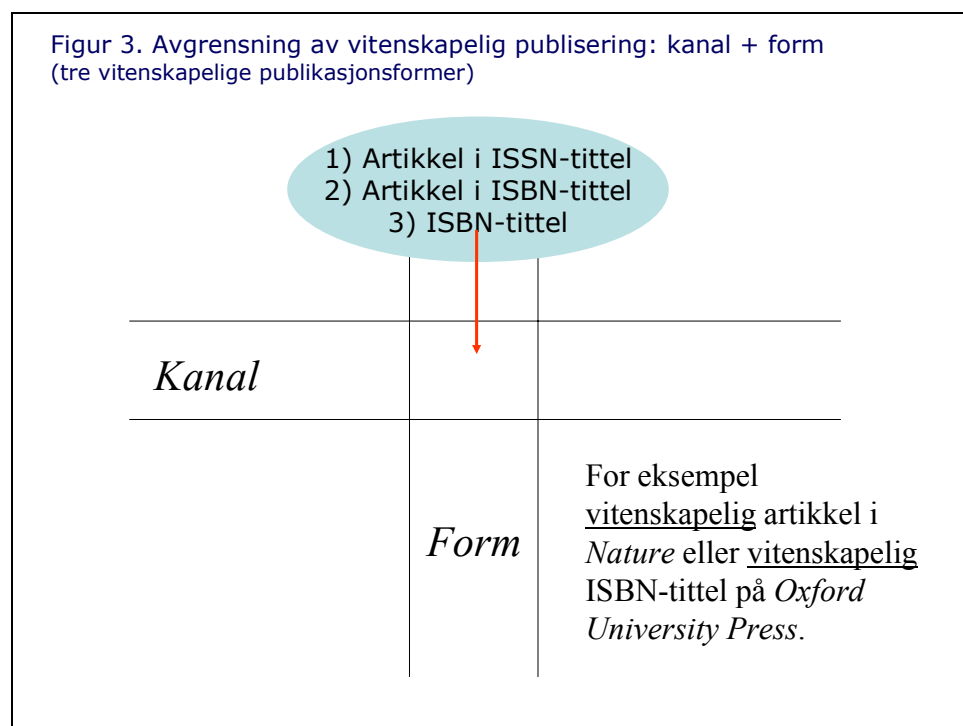 Figur 3. Avgrensning av vitenskapelig publisering: kanal + form
(tre vitenskapelige publikasjonsformer)
1) Artikkel i ISSN-tittel
2) Artikkel i ISBN-tittel
3) ISBN-tittel
Kanal
Form
For eksempel
vitenskapelig artikkel i
Nature eller vitenskapelig
ISBN-tittel på Oxford
University Press.